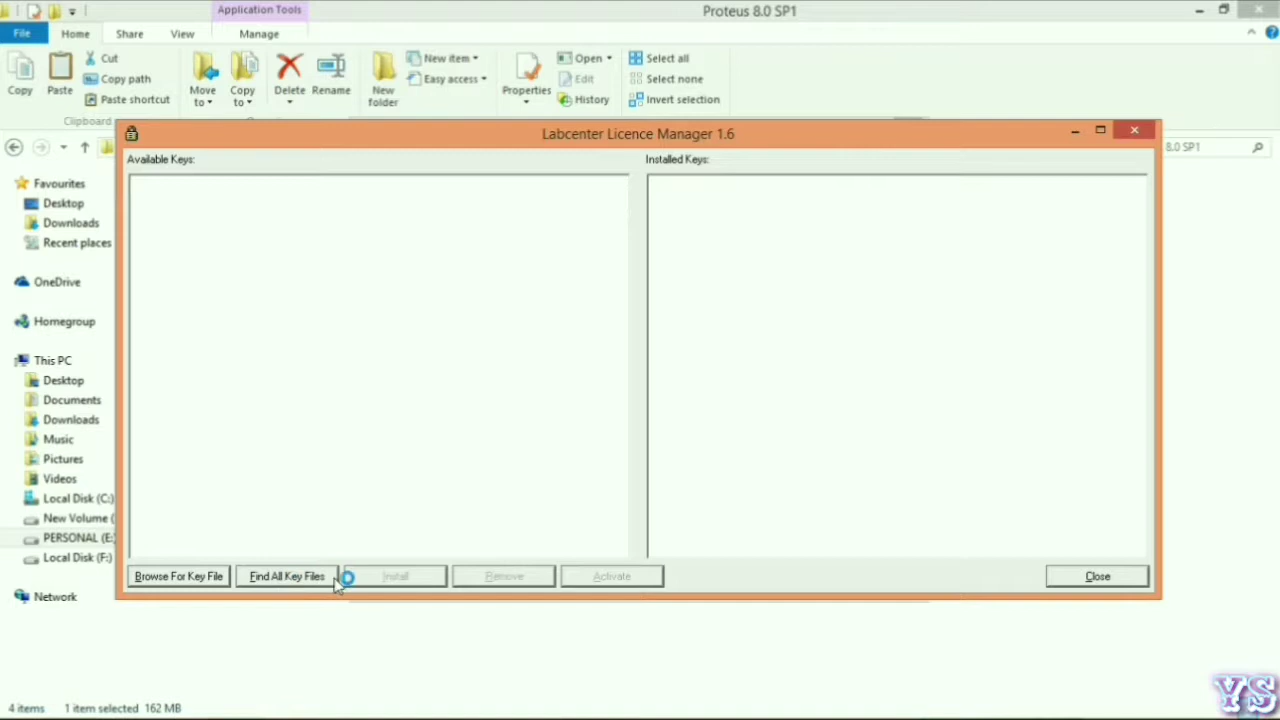 Application Tools
Proteus 8.0 SP1
File
Home
Share
View
Manage
Copy
Paste
Cut
Copy path
Paste shortcut
Move to
Copy to
Delete
Rename
New folder
New item
Easy access
Properties
Open
Edit
History
Select all
Select none
Invert selection
Clipboard
8.0 SP1
Labcenter Licence Manager 1.6
Available Keys:
Installed Keys:
Favourites
Desktop
Downloads
Recent places
OneDrive
Homegroup
This PC
Desktop
Documents
Downloads
Music
Pictures
Videos
Local Disk (C:)
New Volume (
PERSONAL (E:
Local Disk (F:)
Network
Browse For Key File
Find All Key Files
Install
Remove
Activate
Close
4 items
1 item selected 162 MB
YS